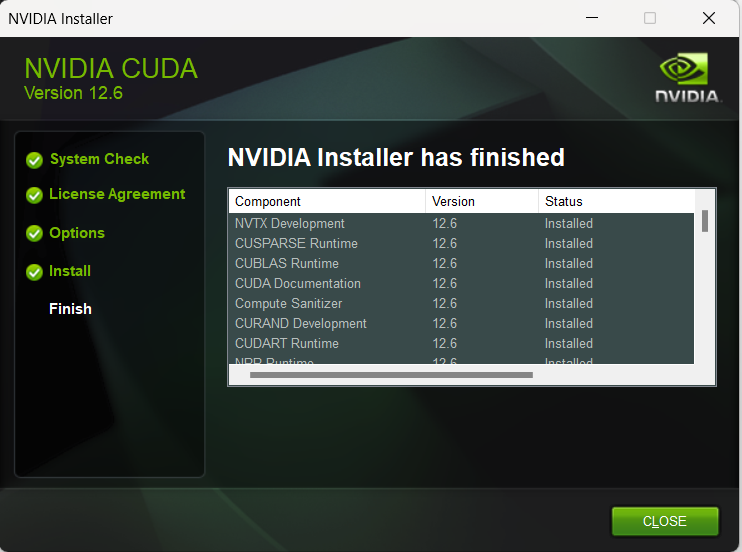 NVIDIA Installer
NVIDIA CUDA
Version 12.6
NVIDIA.
System Check
License Agreement
Options
Install
Finish
NVIDIA Installer has finished
Component Version Status
NVTX Development 12.6 Installed
CUSPARSE Runtime 12.6 Installed
CUBLAS Runtime 12.6 Installed
CUDA Documentation 12.6 Installed
Compute Sanitizer 12.6 Installed
CURAND Development 12.6 Installed
CUDART Runtime 12.6 Installed
NPP Runtime 12.6 Installed
CLOSE